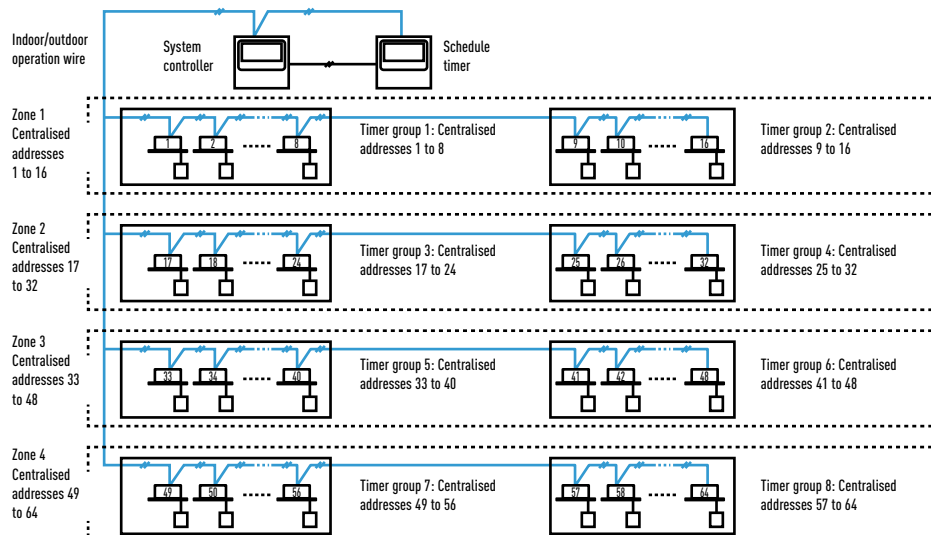 Indoor/outdoor
operation wire
System
controller
Schedule
timer
Zone 1
Centralised
addresses
1 to 16
1
2
8
Timer group 1: Centralised
addresses 1 to 8
9
10
16
Timer group 2: Centralised
addresses 9 to 16
Zone 2
Centralised
addresses 17
to 32
17
18
24
Timer group 3: Centralised
addresses 17 to 24
25
26
32
Timer group 4: Centralised
addresses 25 to 32
Zone 3
Centralised
addresses 33
to 48
33
34
40
Timer group 5: Centralised
addresses 33 to 40
41
42
48
Timer group 6: Centralised
addresses 41 to 48
Zone 4
Centralised
addresses 49
to 64
49
50
56
Timer group 7: Centralised
addresses 49 to 56
57
58
64
Timer group 8: Centralised
addresses 57 to 64